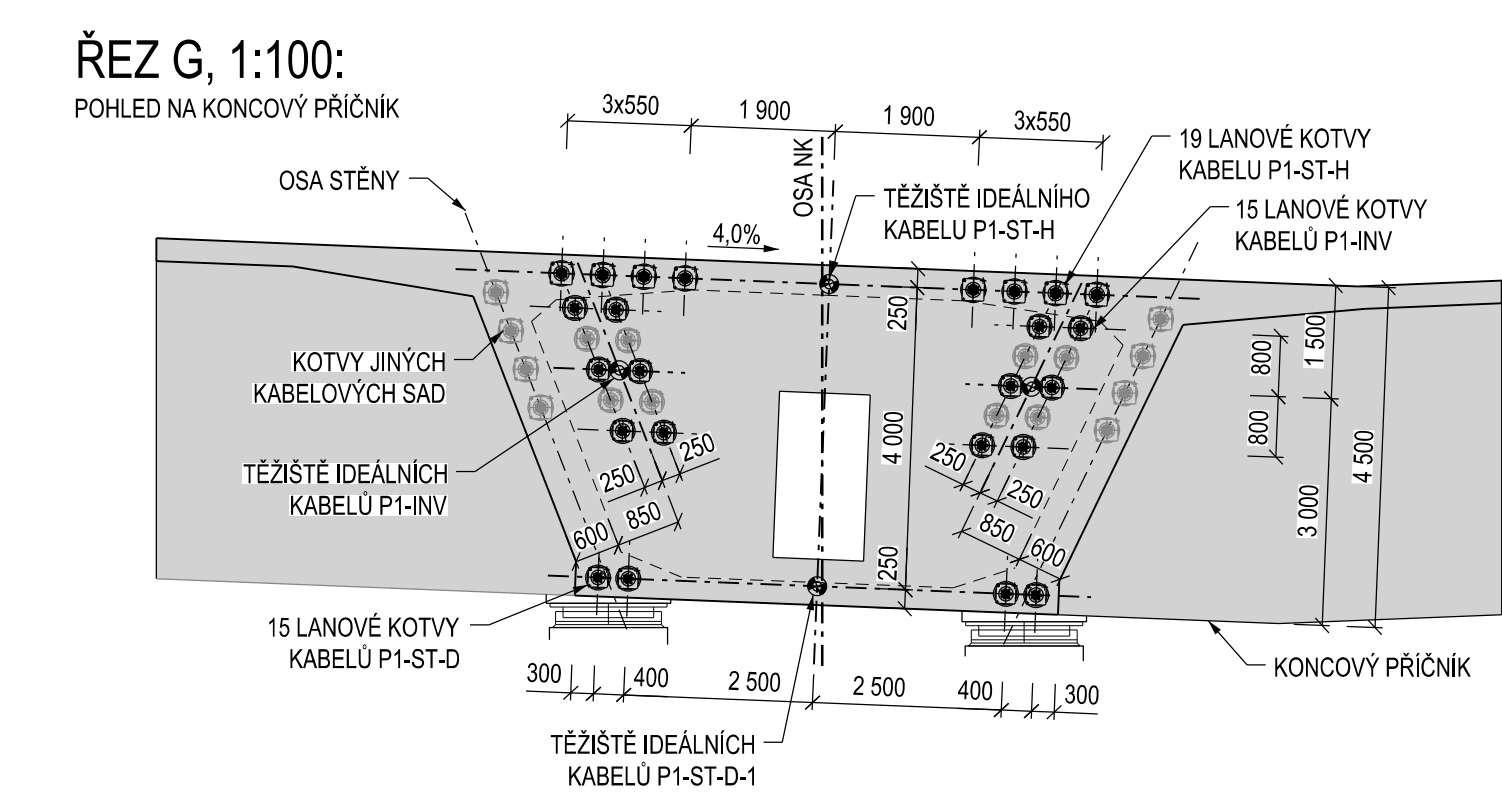 ŘEZ G, 1:100:
POHLED NA KONCOVÝ PŘÍČNÍK
3x550
1 900
1 900
3x550
OSA STĚNY
OSA NK
19 LANOVÉ KOTVY
KABELU P1-ST-H
TĚŽIŠTĚ IDEÁLNÍHO
KABELU P1-ST-H
15 LANOVÉ KOTVY
KABELŮ P1-INV
4,0%
250
KOTVY JINÝCH
KABELOVÝCH SAD
800
1 500
800
4 000
4 500
3 000
TĚŽIŠTĚ IDEÁLNÍCH
KABELŮ P1-INV
250
250
250
250
850
600
850
600
250
15 LANOVÉ KOTVY
KABELŮ P1-ST-D
KONCOVÝ PŘÍČNÍK
300
400
2 500
2 500
400
300
TĚŽIŠTĚ IDEÁLNÍCH
KABELŮ P1-ST-D-1